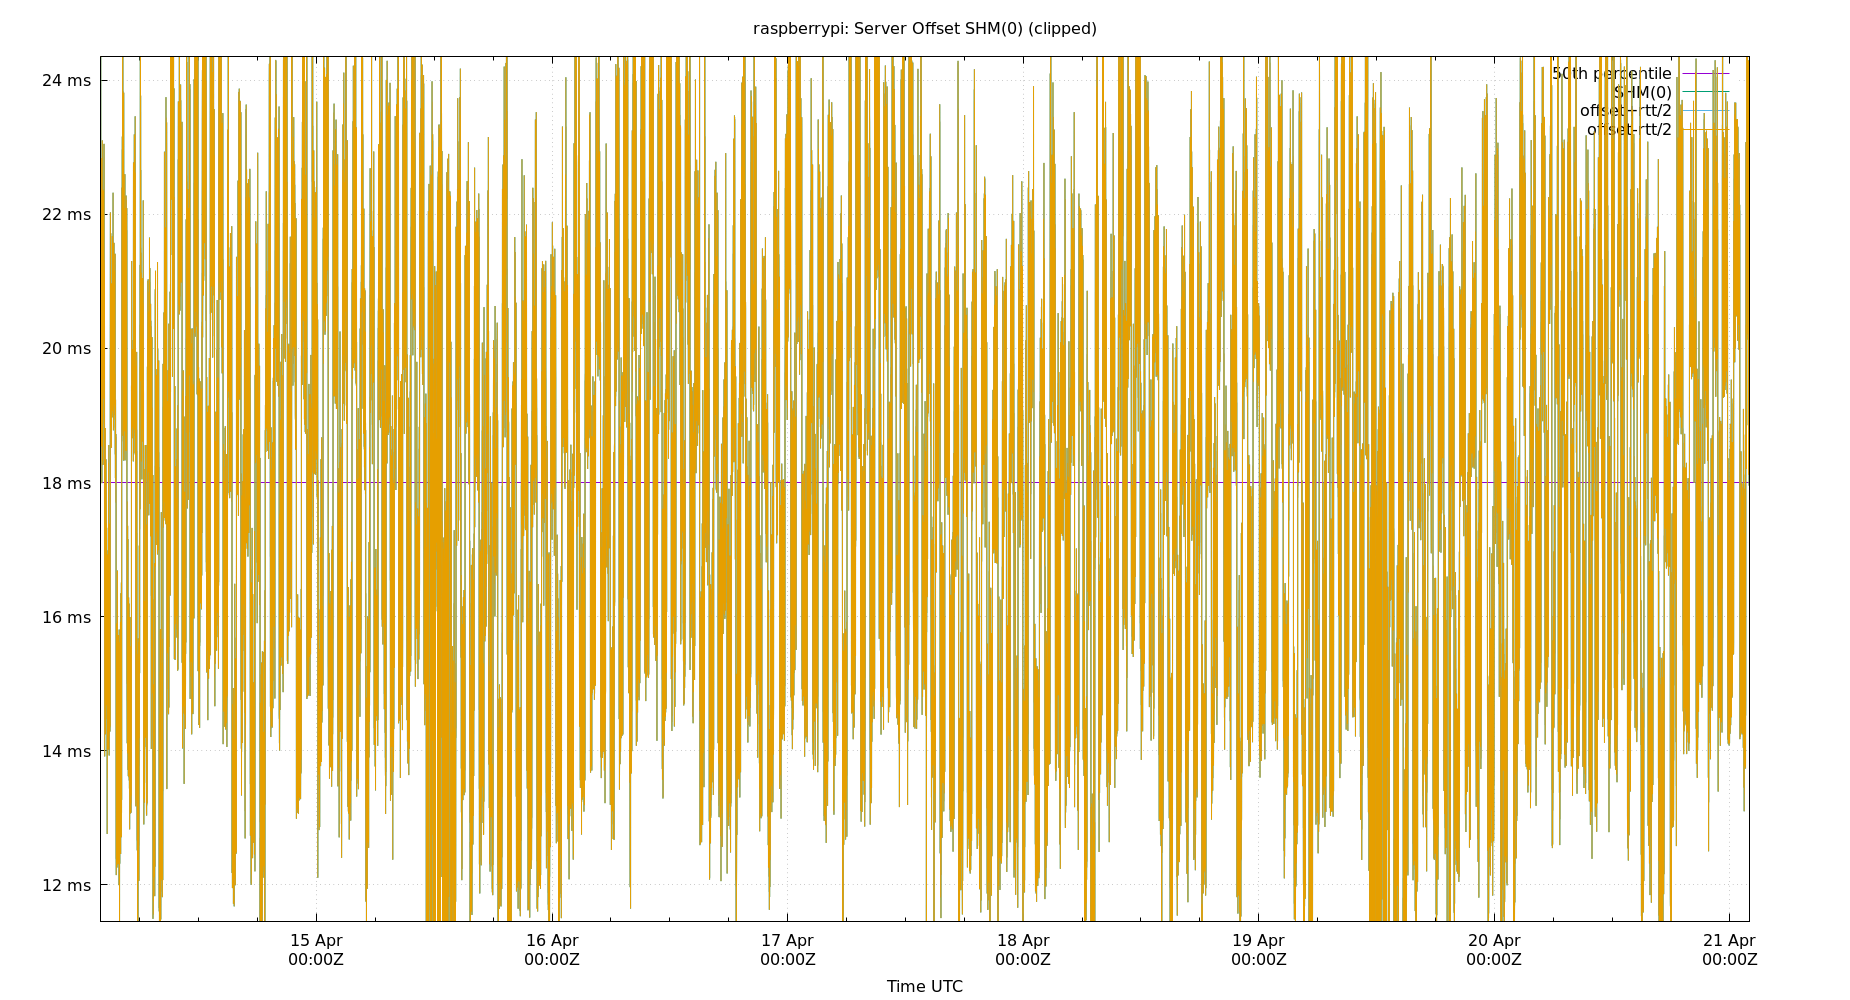 raspberrypi: Server Offset SHM(0) (clipped)
24 ms
22 ms
20 ms
18 ms
16 ms
14 ms
12 ms
50th percentile
SHM(0)
offset+rtt/2
offset-rtt/2
15 Apr
00:00Z
16 Apr
00:00Z
17 Apr
00:00Z
18 Apr
00:00Z
19 Apr
00:00Z
20 Apr
00:00Z
21 Apr
00:00Z
Time UTC